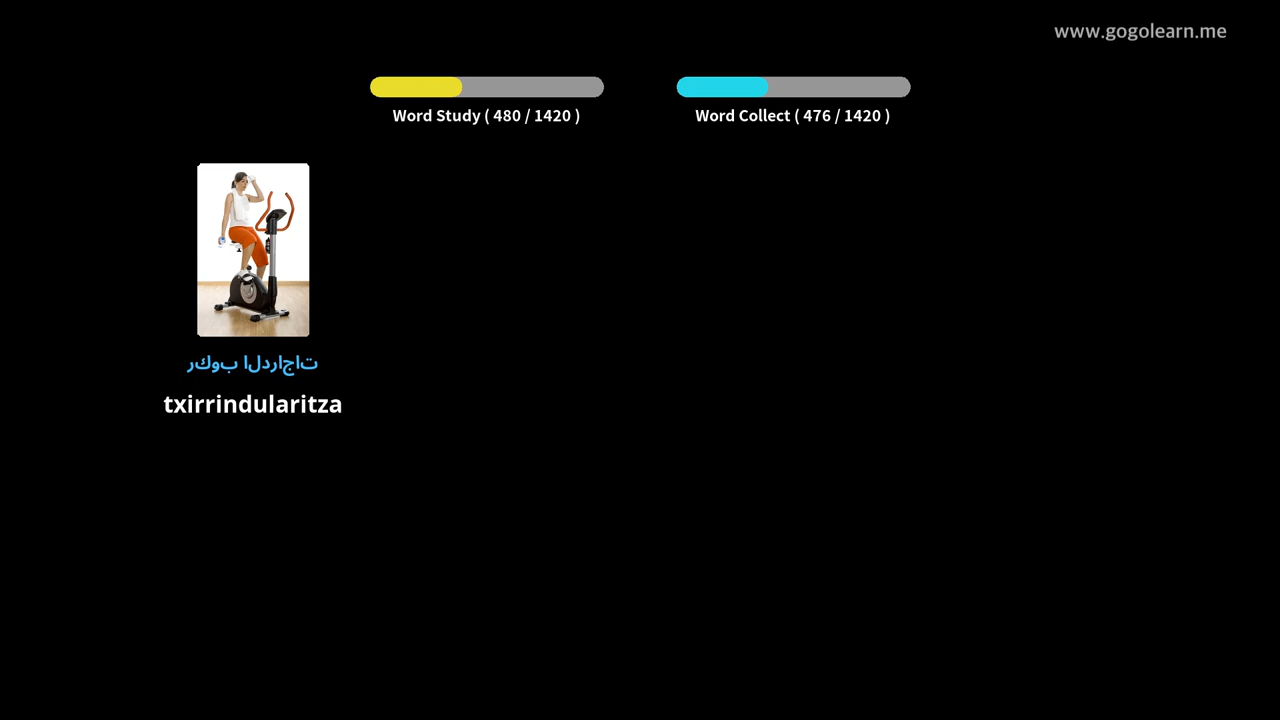 www.gogolearn.me
Word Study ( 480 / 1420 )
Word Collect ( 476 / 1420 )
ركوب الدراجات
txirrindularitza